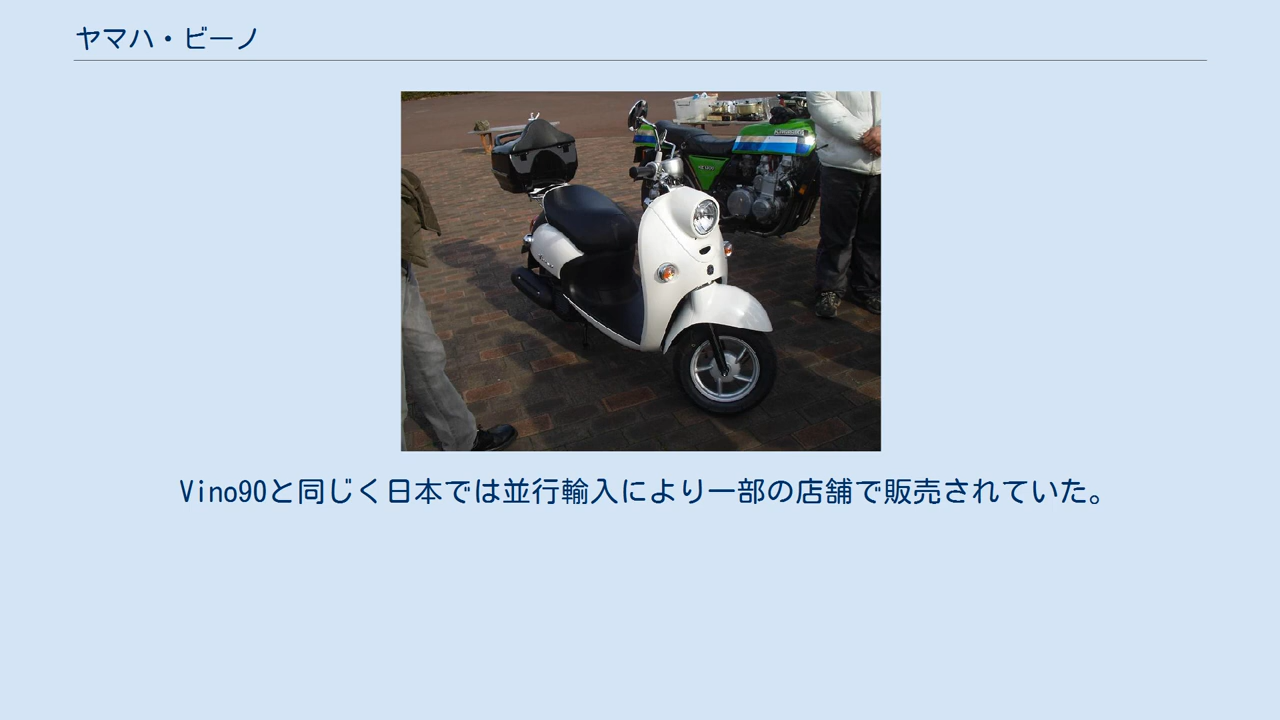 ヤマハ・ビーノ
Kawasaki
Vino90と同じく日本では並行輸入により一部の店舗で販売されていた。